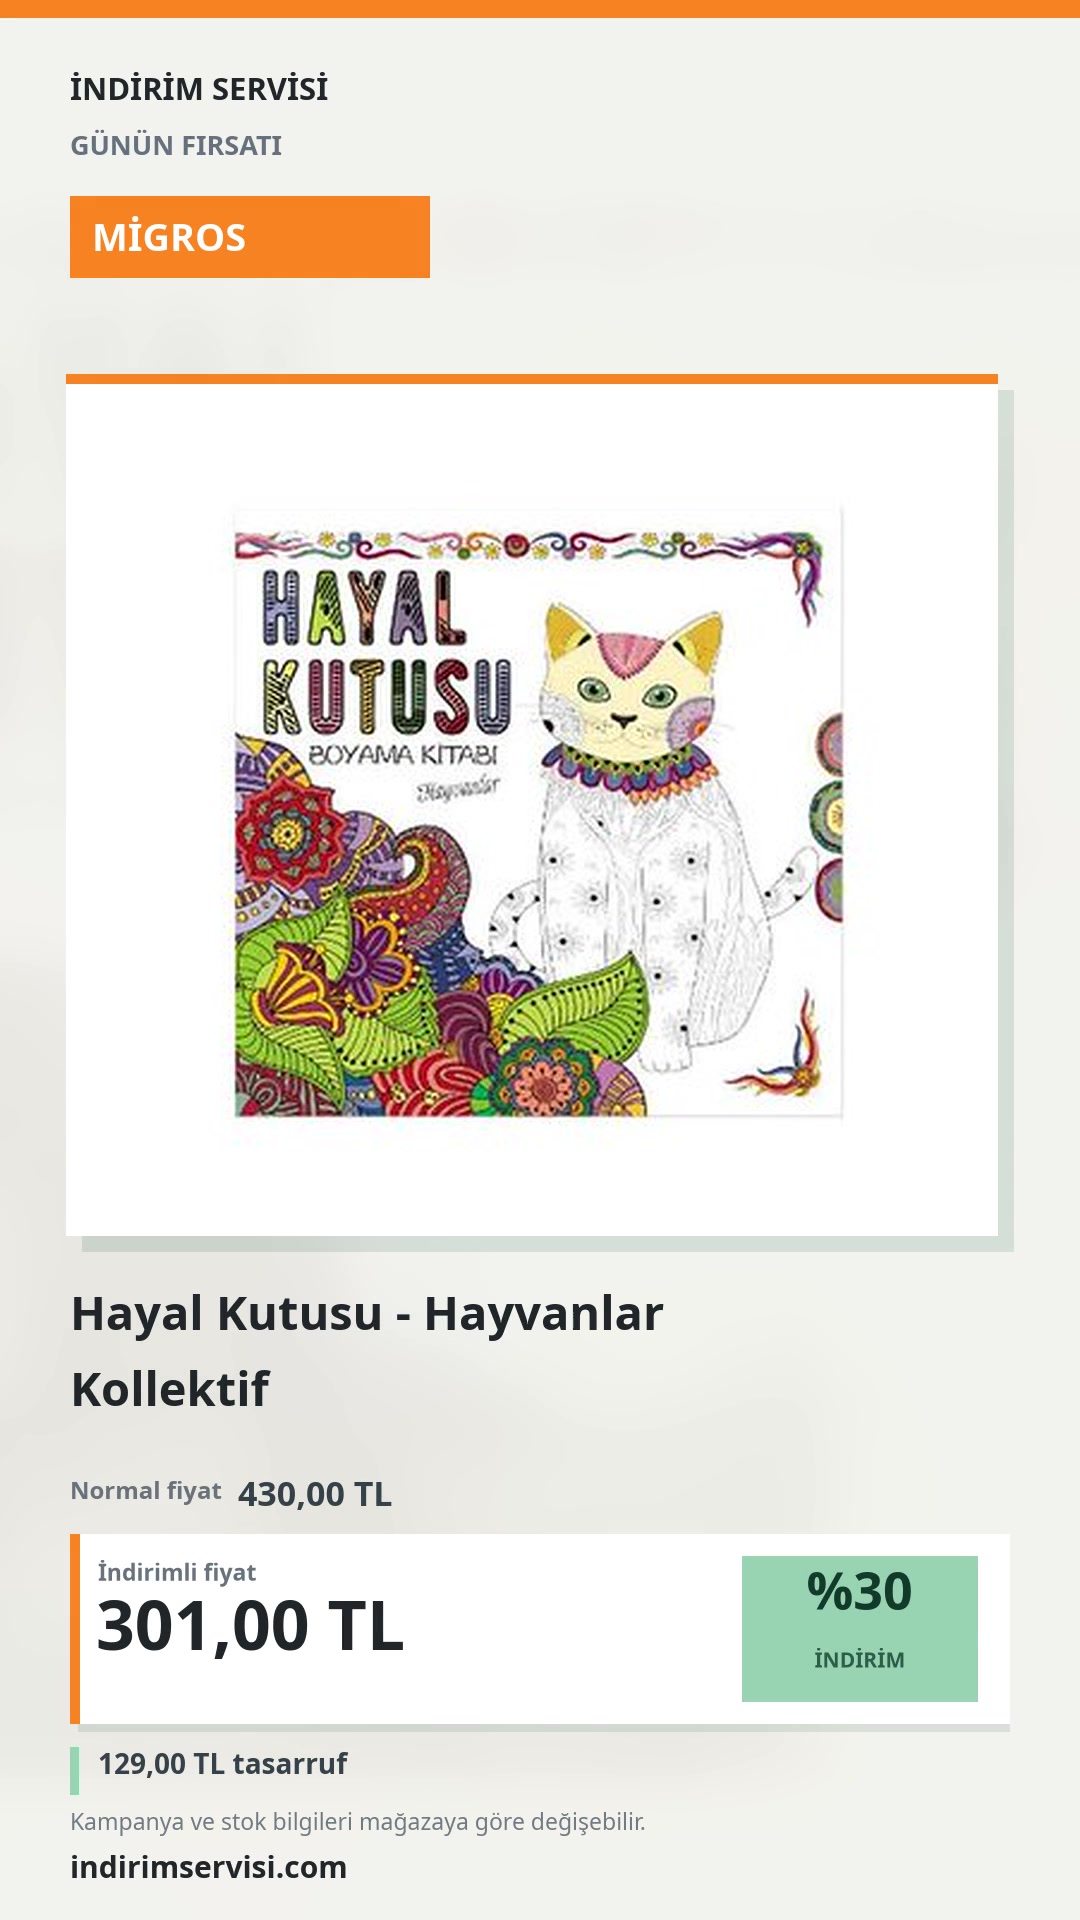 İNDİRİM SERVİSİ
GÜNÜN FIRSATI
MİGROS
HAYAL
KUTUSU
BOYAMA KİTABI
Hayvanlar
Hayal Kutusu - Hayvanlar
Kollektif
Normal fiyat 430,00 TL
İndirimli fiyat
301,00 TL
%30
İNDİRİM
129,00 TL tasarruf
Kampanya ve stok bilgileri mağazaya göre değişebilir.
indirimservisi.com